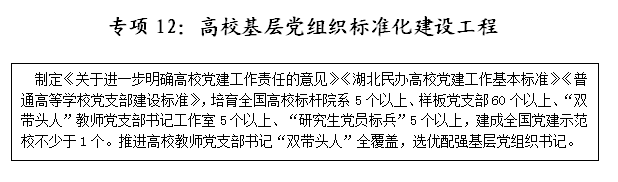 专项 12：高校基层党组织标准化建设工程
制定《关于进一步明确高校党建工作责任的意见》《湖北民办高校党建工作基本标准》《普
通高等学校党支部建设标准》，培育全国高校标杆院系 5 个以上、样板党支部 60 个以上、“双
带头人”教师党支部书记工作室 5 个以上、“研究生党员标兵”5 个以上，建成全国党建示范
校不少于 1 个。推进高校教师党支部书记“双带头人”全覆盖，选优配强基层党组织书记。